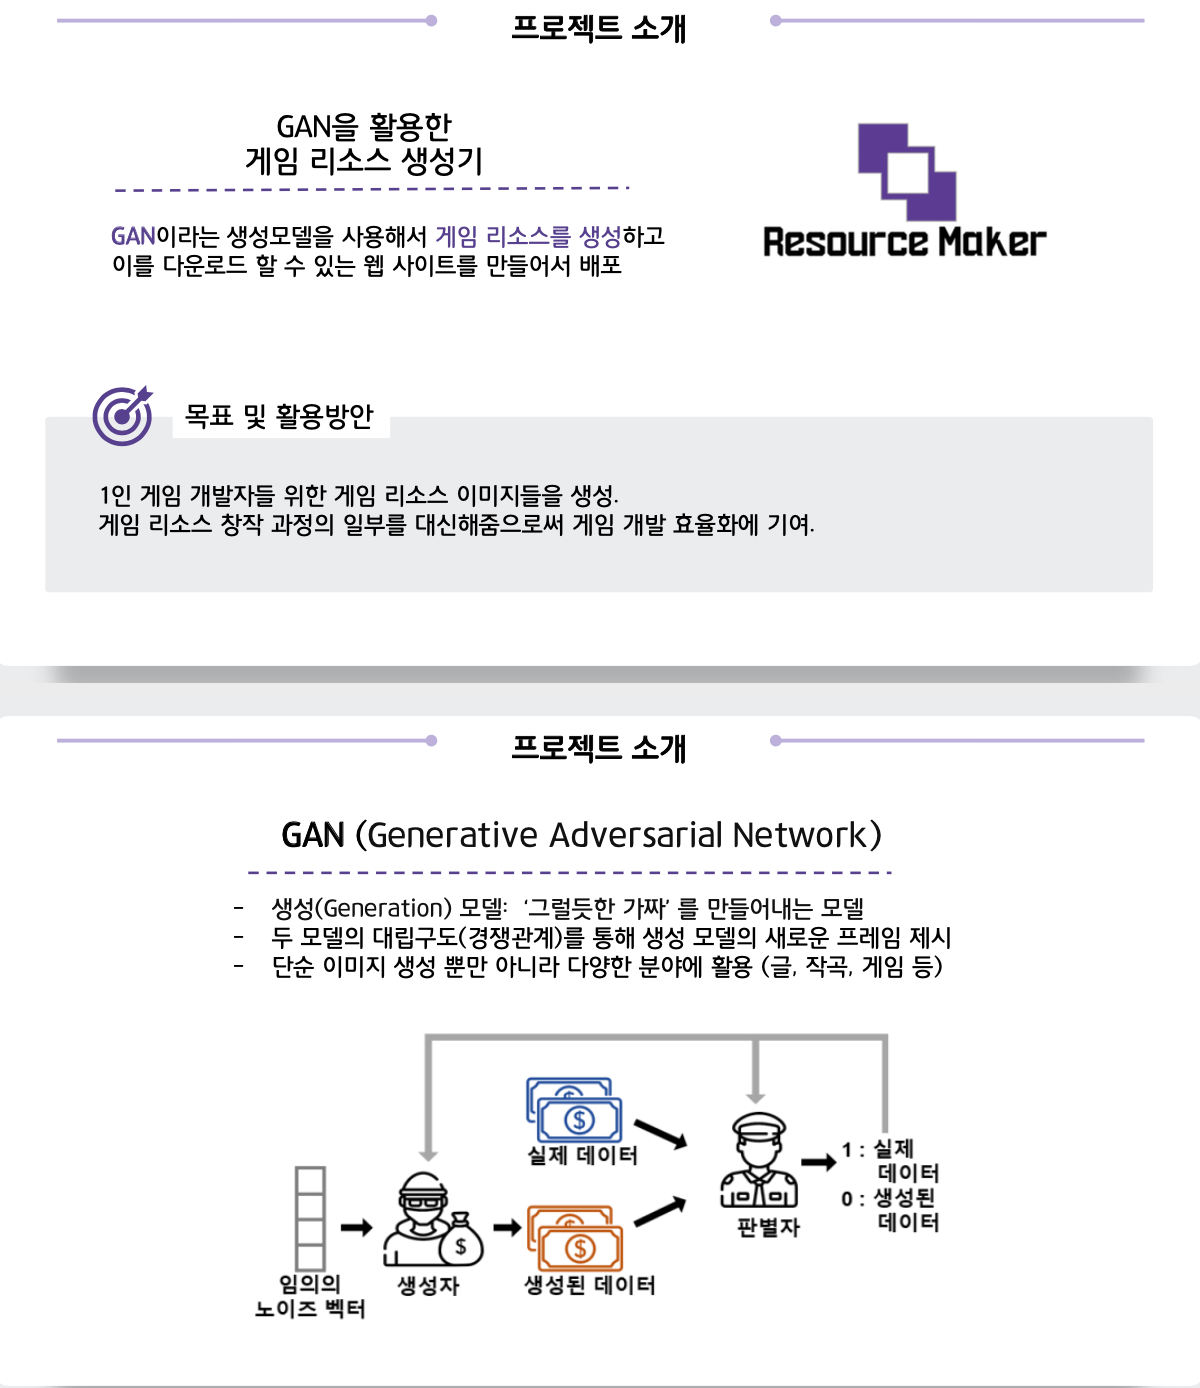 프로젝트 소개
GAN을 활용한
게임 리소스 생성기
GAN이라는 생성모델을 사용해서 게임 리소스를 생성하고
이를 다운로드 할 수 있는 웹 사이트를 만들어서 배포
Resource Maker
목표 및 활용방안
1인 게임 개발자들 위한 게임 리소스 이미지들을 생성.
게임 리소스 창작 과정의 일부를 대신해줌으로써 게임 개발 효율화에 기여.
프로젝트 소개
GAN (Generative Adversarial Network)
- 생성(Generation) 모델: ‘그럴듯한 가짜’ 를 만들어내는 모델
- 두 모델의 대립구도(경쟁관계)를 통해 생성 모델의 새로운 프레임 제시
- 단순 이미지 생성 뿐만 아니라 다양한 분야에 활용 (글, 작곡, 게임 등)
$
실제 데이터
1 : 실제
데이터
0 : 생성된
데이터
판별자
$
$
임의의
노이즈 벡터
생성자
생성된 데이터